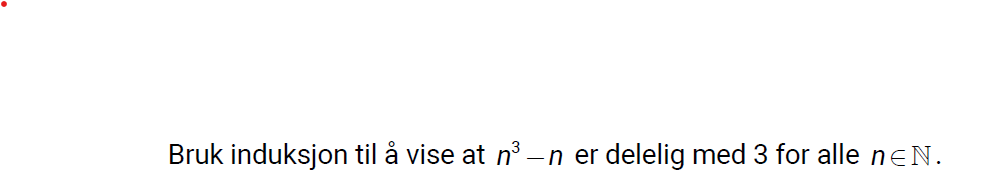 Bruk induksjon til å vise at n³ – n er delelig med 3 for alle n∈ℕ.